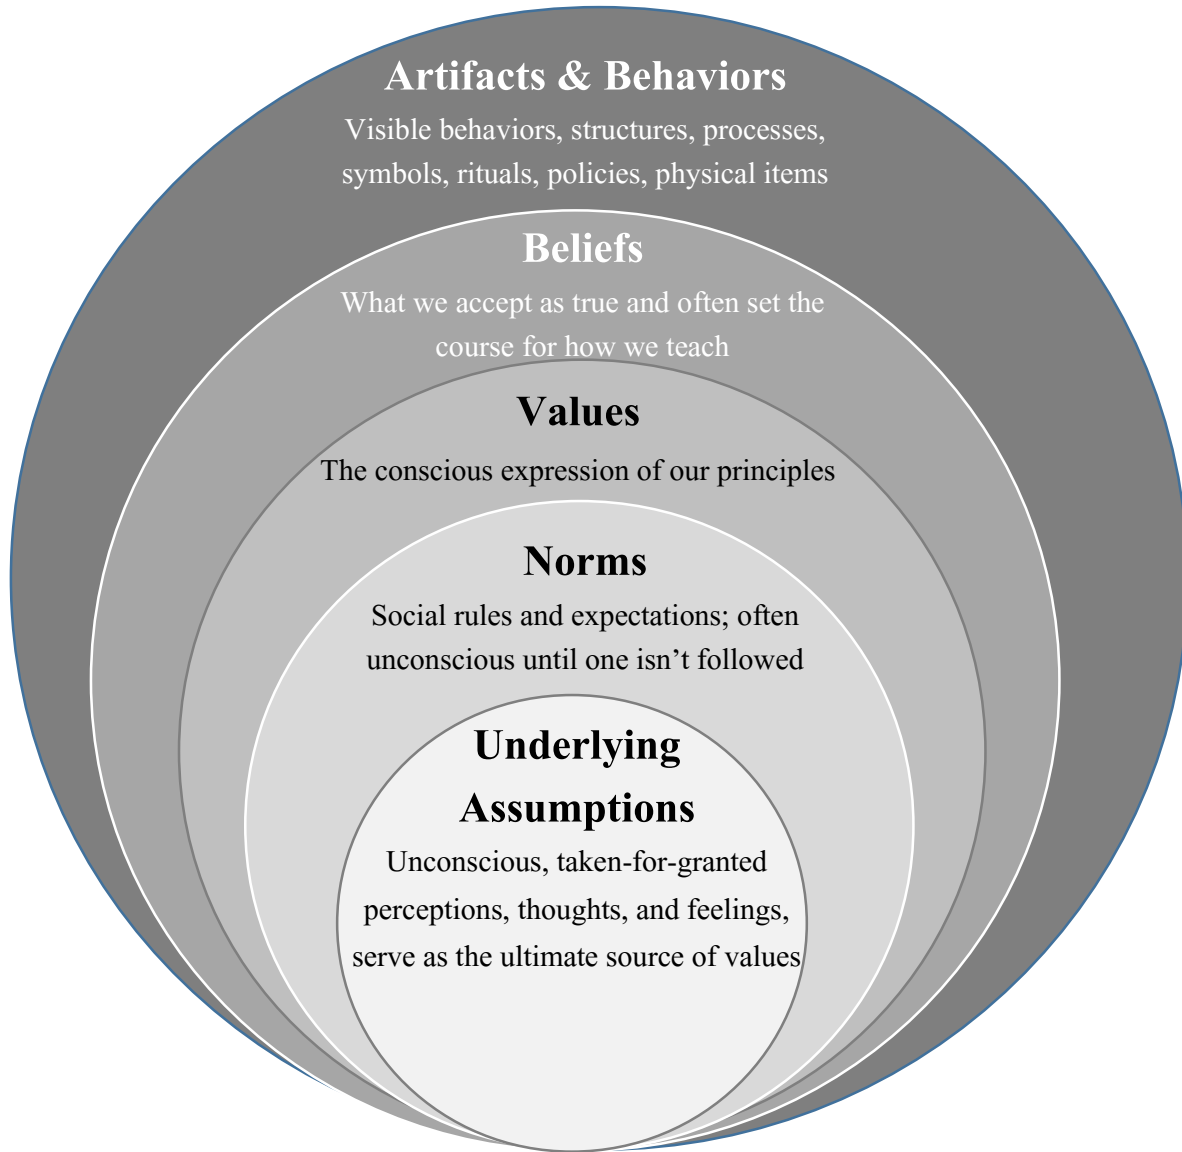 Artifacts & Behaviors
Visible behaviors, structures, processes,
symbols, rituals, policies, physical items
Beliefs
What we accept as true and often set the
course for how we teach
Values
The conscious expression of our principles
Norms
Social rules and expectations; often
unconscious until one isn’t followed
Underlying
Assumptions
Unconscious, taken-for-granted
perceptions, thoughts, and feelings,
serve as the ultimate source of values